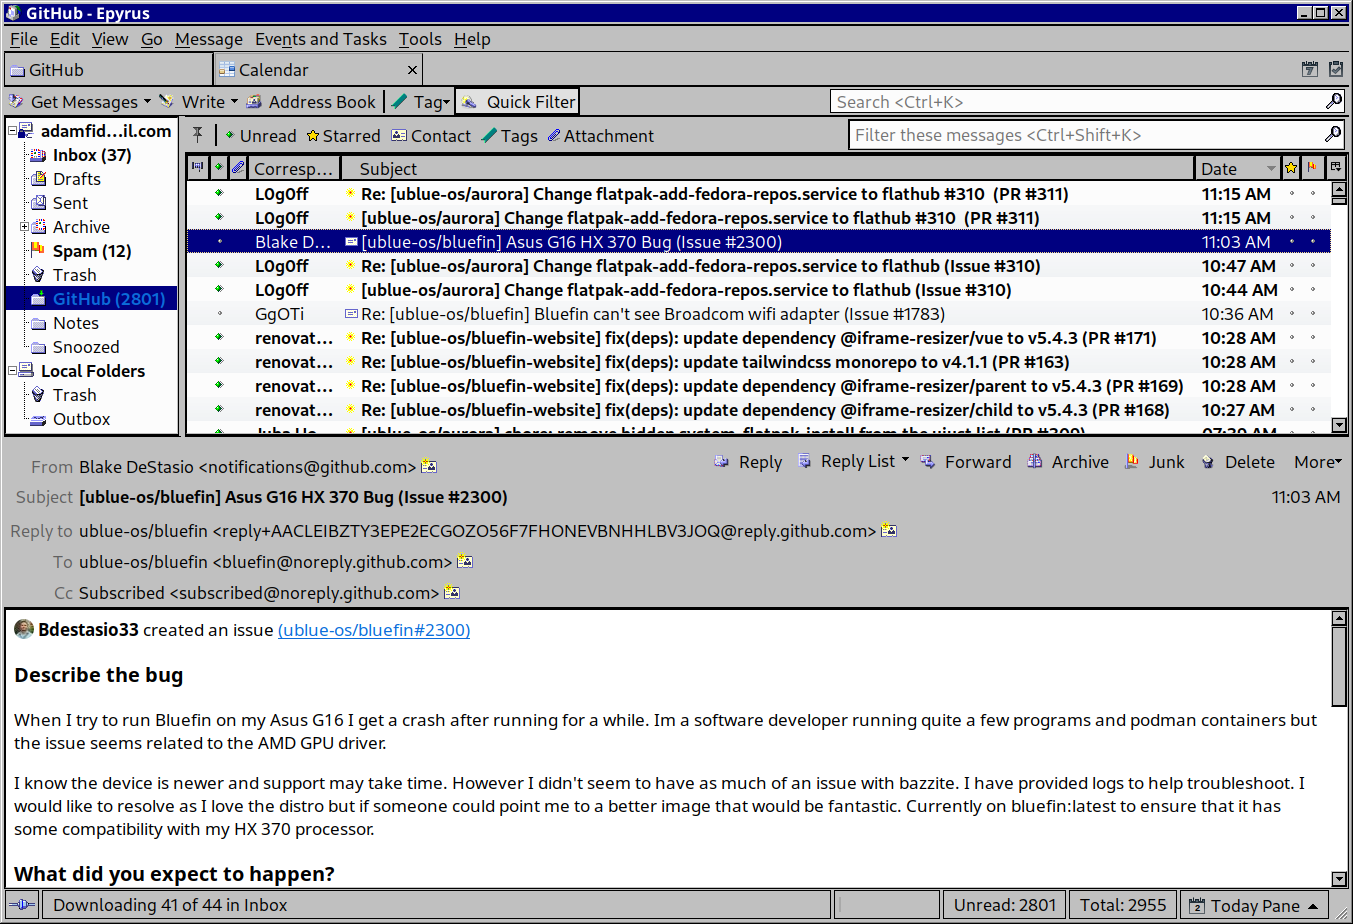 GitHub - Epyrus
File Edit View Go Message Events and Tasks Tools Help
GitHub
Calendar
Get Messages Write Address Book Tag Quick Filter Search <Ctrl+K>
Unread Starred Contact Tags Attachment Filter these messages <Ctrl+Shift+K>
adamfid...il.com
Inbox (37)
Drafts
Sent
Archive
Spam (12)
Trash
GitHub (2801)
Notes
Snoozed
Local Folders
Trash
Outbox
Corresp... Subject Date
L0g0ff Re: [ublue-os/aurora] Change flatpak-add-fedora-repos.service to flathub #310 (PR #311) 11:15 AM
L0g0ff [ublue-os/aurora] Change flatpak-add-fedora-repos.service to flathub #310 (PR #311) 11:15 AM
Blake D... [ublue-os/bluefin] Asus G16 HX 370 Bug (Issue #2300) 11:03 AM
L0g0ff Re: [ublue-os/aurora] Change flatpak-add-fedora-repos.service to flathub (Issue #310) 10:47 AM
L0g0ff [ublue-os/aurora] Change flatpak-add-fedora-repos.service to flathub (Issue #310) 10:44 AM
GgOTi Re: [ublue-os/bluefin] Bluefin can't see Broadcom wifi adapter (Issue #1783) 10:36 AM
renovat... Re: [ublue-os/bluefin-website] fix(deps): update dependency @iframe-resizer/vue to v5.4.3 (PR #171) 10:28 AM
renovat... Re: [ublue-os/bluefin-website] fix(deps): update tailwindcss monorepo to v4.1.1 (PR #163) 10:28 AM
renovat... Re: [ublue-os/bluefin-website] fix(deps): update dependency @iframe-resizer/parent to v5.4.3 (PR #169) 10:28 AM
renovat... Re: [ublue-os/bluefin-website] fix(deps): update dependency @iframe-resizer/child to v5.4.3 (PR #168) 10:27 AM
From Blake DeStasio <notifications@github.com>
Reply Reply List Forward Archive Junk Delete More
Subject [ublue-os/bluefin] Asus G16 HX 370 Bug (Issue #2300) 11:03 AM
Reply to ublue-os/bluefin <reply+AACLEIBZTY3EPE2ECGOZO56F7FHONEVBNHHLBV3JOQ@reply.github.com>
To ublue-os/bluefin <bluefin@noreply.github.com>
Cc Subscribed <subscribed@noreply.github.com>
Bdestasio33 created an issue (ublue-os/bluefin#2300)
Describe the bug
When I try to run Bluefin on my Asus G16 I get a crash after running for a while. Im a software developer running quite a few programs and podman containers but
the issue seems related to the AMD GPU driver.
I know the device is newer and support may take time. However I didn't seem to have as much of an issue with bazzite. I have provided logs to help troubleshoot. I
would like to resolve as I love the distro but if someone could point me to a better image that would be fantastic. Currently on bluefin:latest to ensure that it has
some compatibility with my HX 370 processor.
What did you expect to happen?
Downloading 41 of 44 in Inbox Unread: 2801 Total: 2955 Today Pane